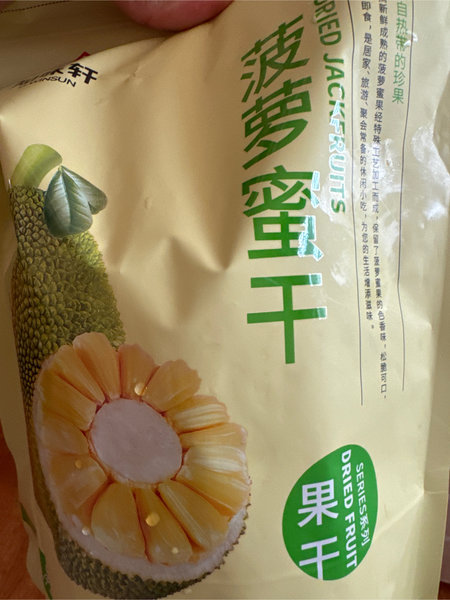 轩
菠萝蜜干
DRIED JACKFRUITS
自热带的珍果
新鲜成熟的菠萝蜜果经特殊工艺加工而成，保留了菠萝蜜果的色香味，松脆可口，
即食，是居家、旅游、聚会常备的休闲小吃，为您的生活增添滋味。
SERIES系列
DRIED FRUIT
果干